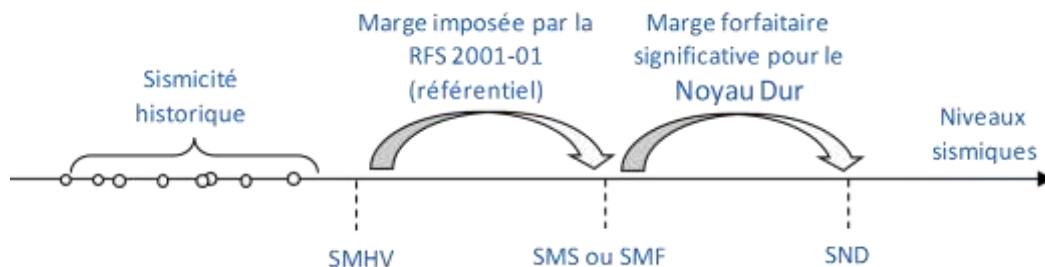 Marge imposée par la
RFS 2001-01
(référentiel)
Marge forfaitaire
significative pour le
Noyau Dur
Sismicité
historique
Niveaux
sismiques
SMHV
SMS ou SMF
SND